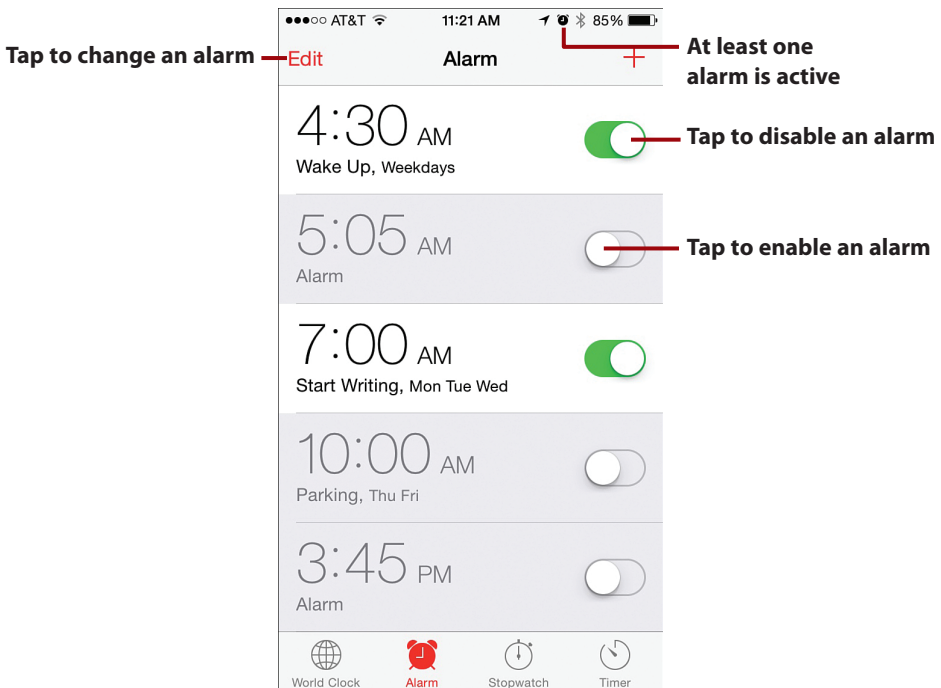 AT&T 11:21 AM 85%
Tap to change an alarm
Edit Alarm +
At least one
alarm is active
4:30 AM
Wake Up, Weekdays
Tap to disable an alarm
5:05 AM
Alarm
Tap to enable an alarm
7:00 AM
Start Writing, Mon Tue Wed
10:00 AM
Parking, Thu Fri
3:45 PM
Alarm
World Clock Alarm Stopwatch Timer